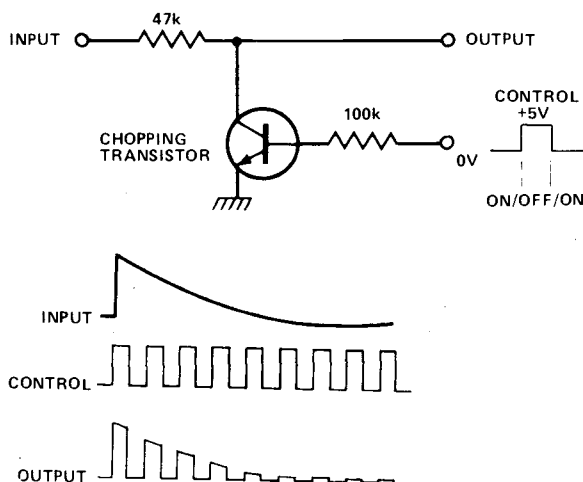 47k
INPUT
OUTPUT
CONTROL
+5V
100k
CHOPPING
TRANSISTOR
0V
ON/OFF/ON
INPUT
CONTROL
OUTPUT